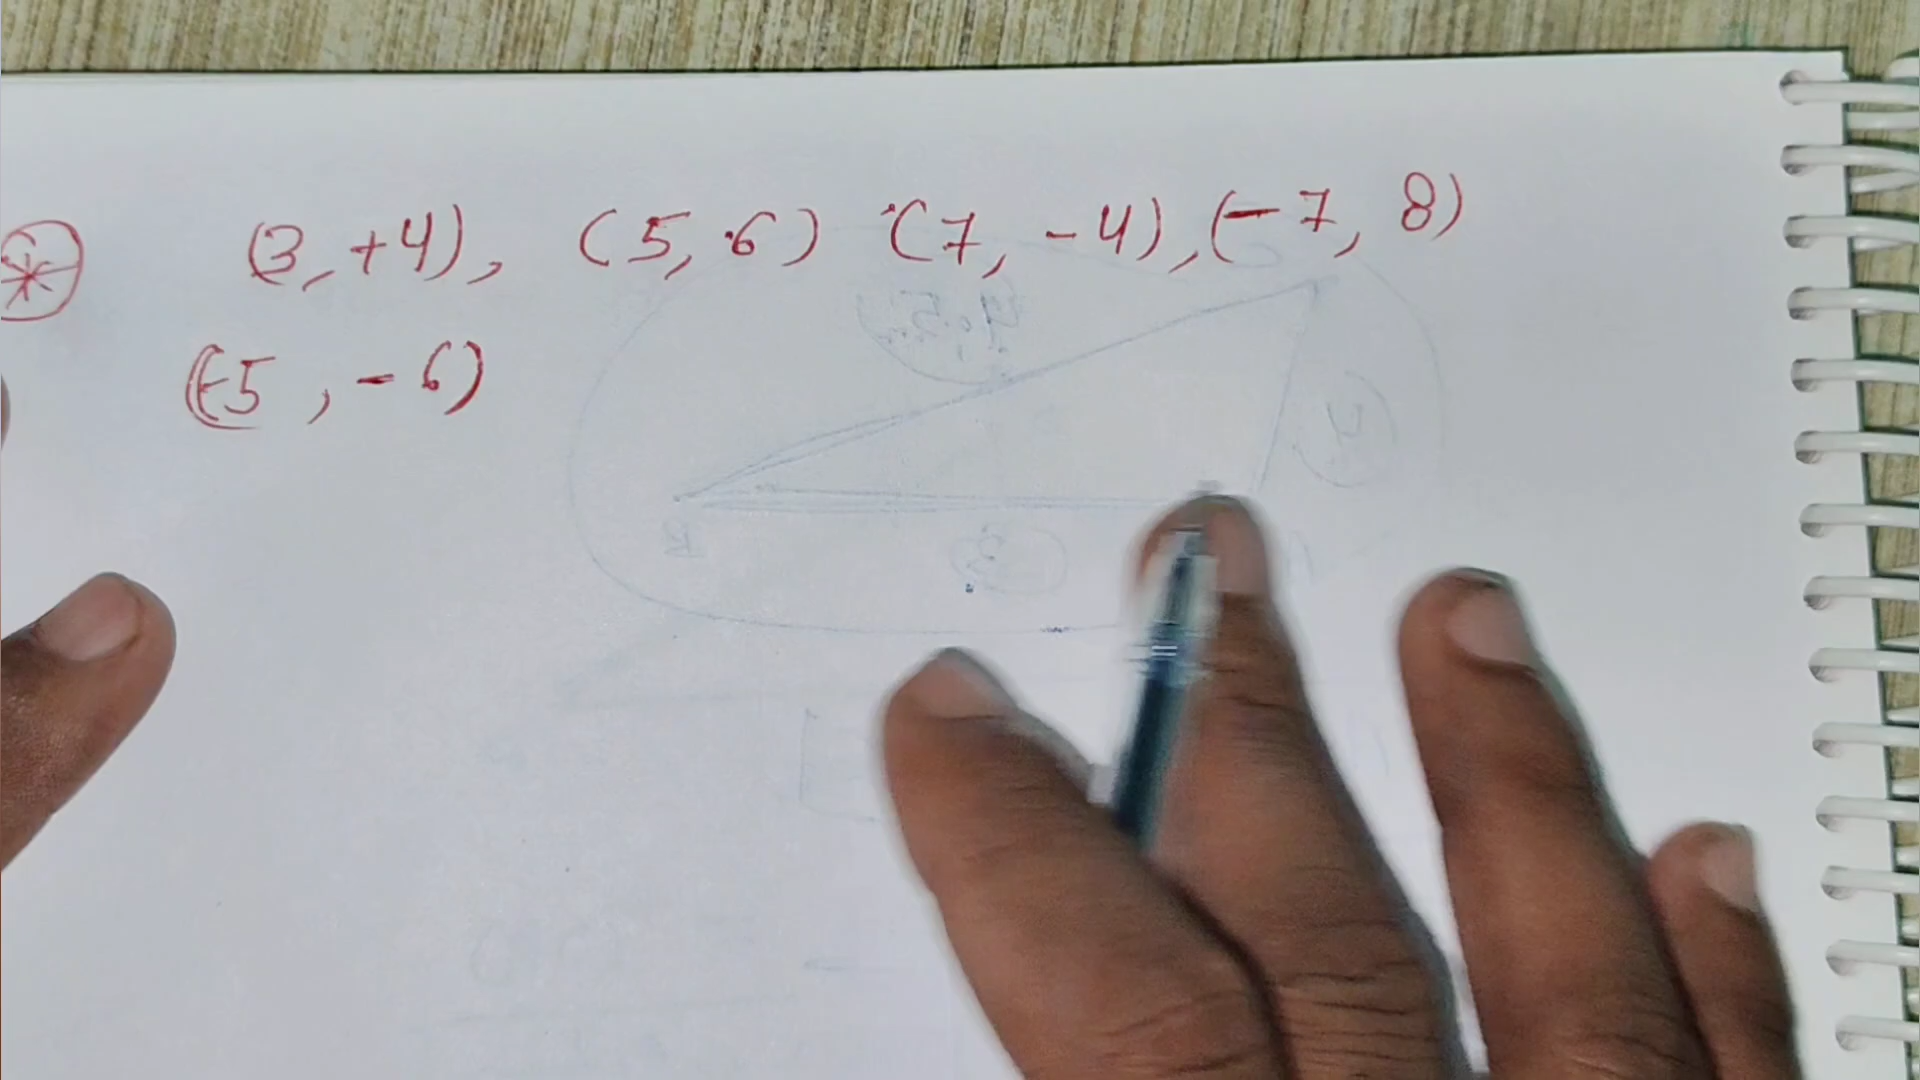 (3, +4), (5, 6) (7, -4), (-7, 8)
(-5, -6)